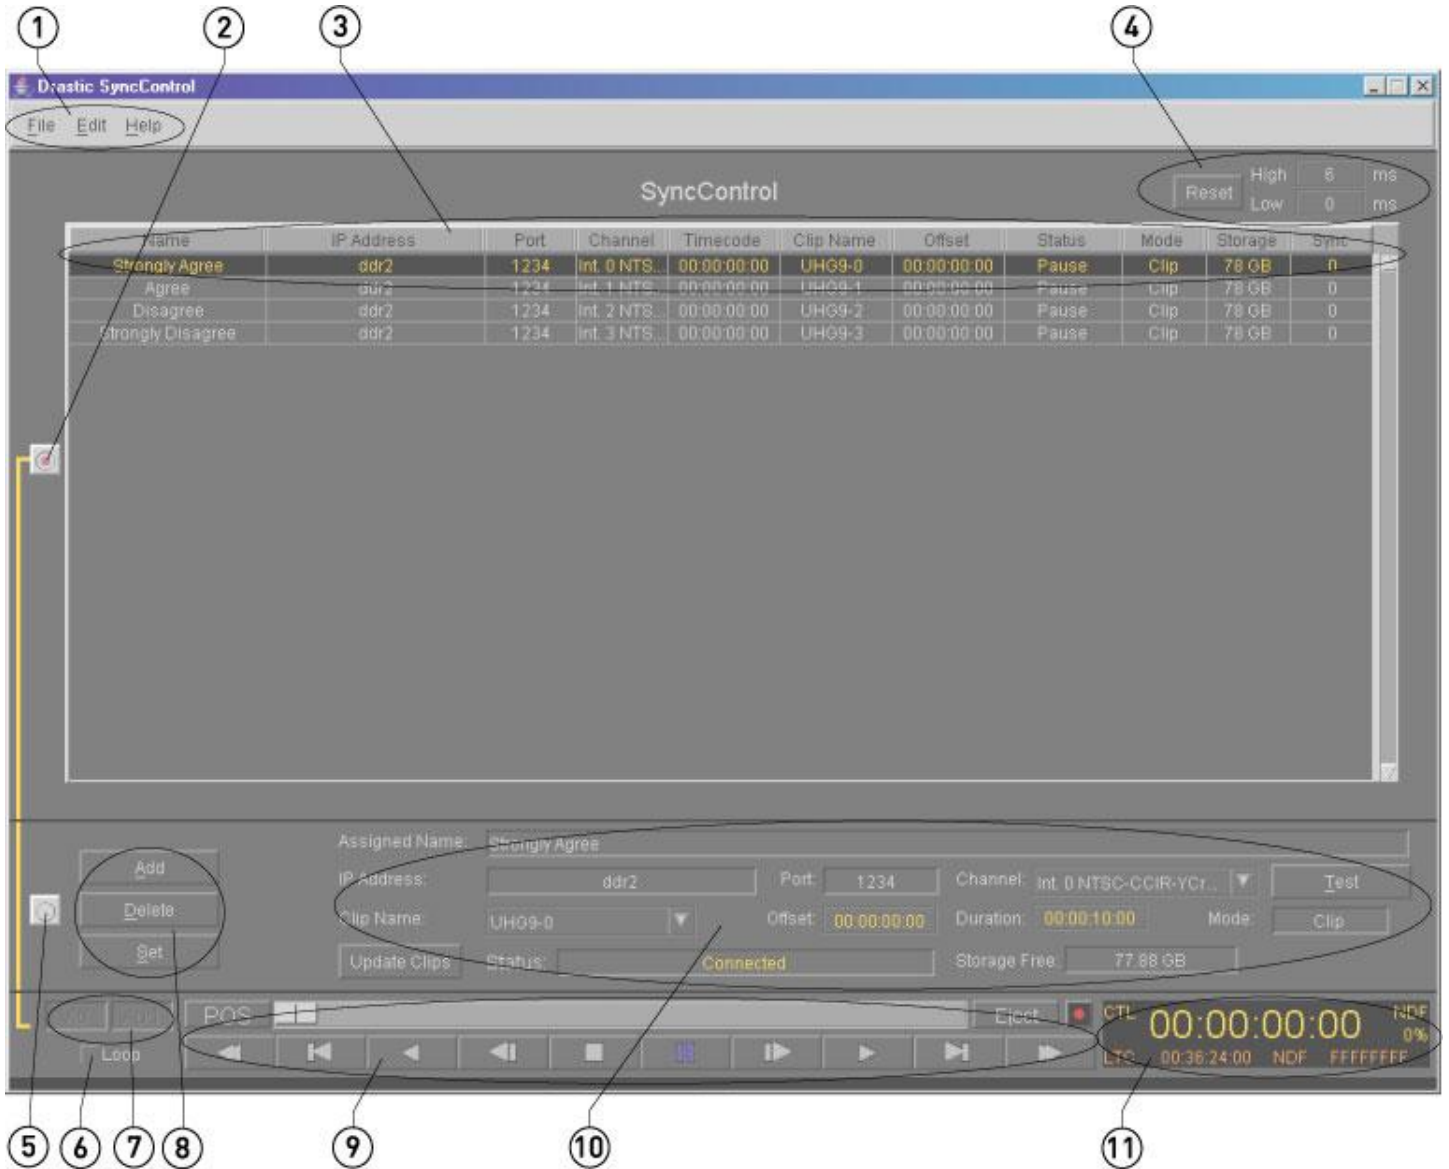 1 2 3 4
Drastic SyncControl
File Edit Help
SyncControl
Reset High 6 ms
Low 0 ms
Name IP Address Port Channel Timecode Clip Name Offset Status Mode Storage Sync
Strongly Agree ddr2 1234 Int. 0 NTS... 00:00:00:00 UHG9-0 00:00:00:00 Pause Clip 78 GB 0
Agree ddr2 1234 Int. 1 NTS... 00:00:00:00 UHG9-1 00:00:00:00 Pause Clip 78 GB 0
Disagree ddr2 1234 Int. 2 NTS... 00:00:00:00 UHG9-2 00:00:00:00 Pause Clip 78 GB 0
Strongly Disagree ddr2 1234 Int. 3 NTS... 00:00:00:00 UHG9-3 00:00:00:00 Pause Clip 78 GB 0
Assigned Name: Strongly Agree
Add IP Address: ddr2 Port: 1234 Channel: Int. 0 NTSC-CCIR-YCr... Test
Delete Clip Name: UHG9-0 Offset: 00:00:00:00 Duration: 00:00:10:00 Mode: Clip
Set Update Clips Status: Connected Storage Free: 77.88 GB
POS Eject CTL 00:00:00:00 NDF
0%
Loop LTC 00:36:24:00 NDF FFFFFFFF
5 6 7 8 9 10 11